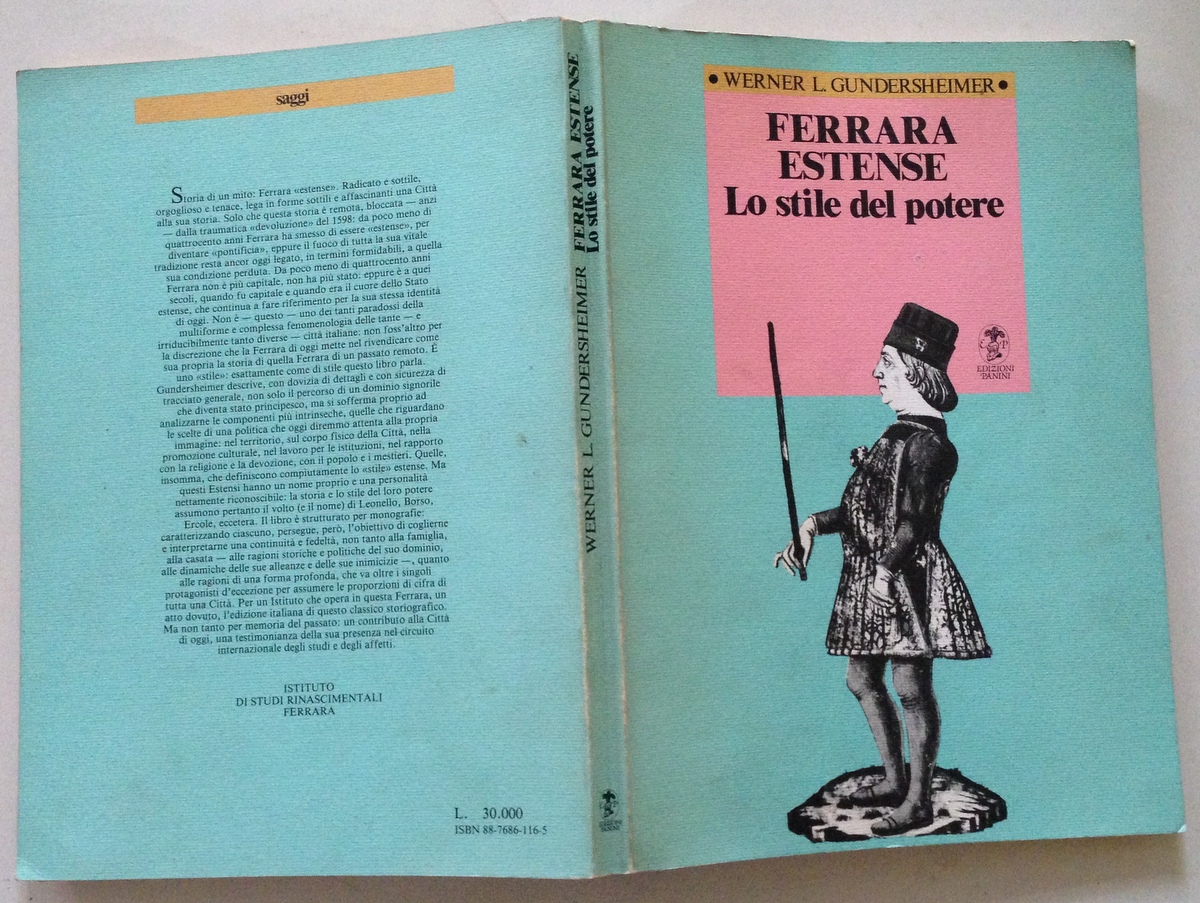 saggi
Storia di un mito: Ferrara «estense». Radicato e sottile,
orgoglioso e tenace, lega in forme sottili e affascinanti una Città
alla sua storia. Solo che questa storia è remota, bloccata — anzi
— dalla traumatica «devoluzione» del 1598: da poco meno di
quattrocento anni Ferrara ha smesso di essere «estense», per
diventare «pontificia», eppure il fuoco di tutta la sua vitale
tradizione resta ancor oggi legato, in termini formidabili, a quella
sua condizione perduta. Da poco meno di quattrocento anni
Ferrara non è più capitale, non ha più stato: eppure è a quei
secoli, quando fu capitale e quando era il cuore dello Stato
estense, che continua a fare riferimento per la sua stessa identità
di oggi. Non è — questo — uno dei tanti paradossi della
multiforme e complessa fenomenologia delle tante — e
irriducibilmente tanto diverse — città italiane: non foss'altro per
la discrezione che la Ferrara di oggi mette nel rivendicare come
sua propria la storia di quella Ferrara di un passato remoto. È
uno «stile»: esattamente come di stile questo libro parla.
Gundersheimer descrive, con dovizia di dettagli e con sicurezza di
tracciato generale, non solo il percorso di un dominio signorile
che diventa stato principesco, ma si sofferma proprio ad
analizzarne le componenti più intrinseche, quelle che riguardano
le scelte di una politica che oggi diremmo attenta alla propria
immagine: nel territorio, sul corpo fisico della Città, nella
promozione culturale, nel lavoro per le istituzioni, nel rapporto
con la religione e la devozione, con il popolo e i mestieri. Quelle,
insomma, che definiscono compiutamente lo «stile» estense. Ma
questi Estensi hanno un nome proprio e una personalità
nettamente riconoscibile: la storia e lo stile del loro potere
assumono pertanto il volto (e il nome) di Leonello, Borso,
Ercole, eccetera. Il libro è strutturato per monografie:
caratterizzando ciascuno, persegue, però, l'obiettivo di coglierne
e interpretarne una continuità e fedeltà, non tanto alla famiglia,
alla casata — alle ragioni storiche e politiche del suo dominio,
alle dinamiche delle sue alleanze e delle sue inimicizie —, quanto
alle ragioni di una forma profonda, che va oltre i singoli
protagonisti d'eccezione per assumere le proporzioni di cifra di
tutta una Città. Per un Istituto che opera in questa Ferrara, un
atto dovuto, l'edizione italiana di questo classico storiografico.
Ma non tanto per memoria del passato: un contributo alla Città
di oggi, una testimonianza della sua presenza nel circuito
internazionale degli studi e degli affetti.
ISTITUTO
DI STUDI RINASCIMENTALI
FERRARA
L. 30.000
ISBN 88-7686-116-5
WERNER L. GUNDERSHEIMER FERRARA ESTENSE
Lo stile del potere
EDIZIONI
PANINI
• WERNER L. GUNDERSHEIMER •
FERRARA
ESTENSE
Lo stile del potere
E P
EDIZIONI
PANINI